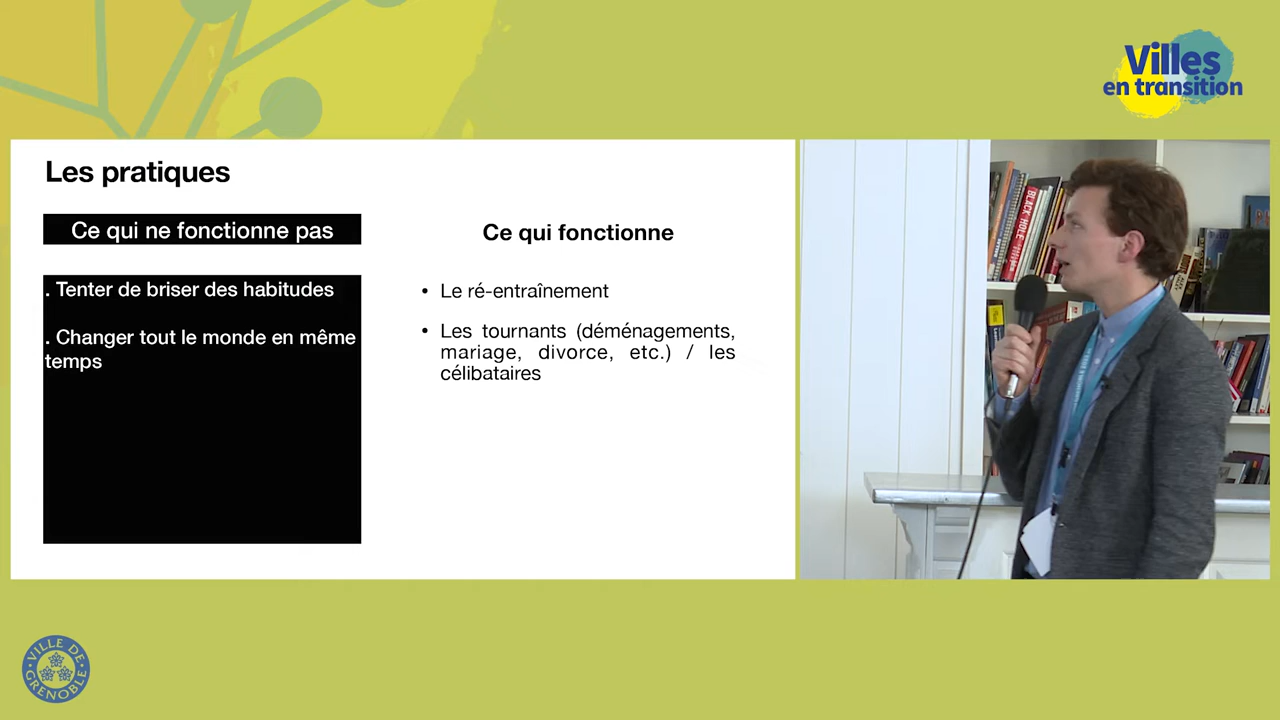 Villes
en transition
Les pratiques
Ce qui ne fonctionne pas
. Tenter de briser des habitudes
. Changer tout le monde en même
temps
Ce qui fonctionne
• Le ré-entraînement
• Les tournants (déménagements,
mariage, divorce, etc.) / les
célibataires
BLACK HOLE
VILLE DE
GRENOBLE